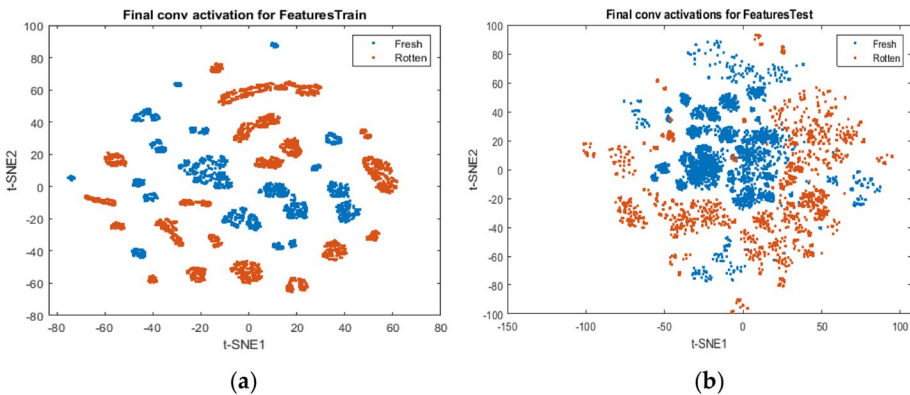 Final conv activation for FeaturesTrain
Fresh
Rotten
t-SNE2
100
80
60
40
20
0
-20
-40
-60
-80
-80 -60 -40 -20 0 20 40 60 80
t-SNE1
(a)
Final conv activations for FeaturesTest
Fresh
Rotten
t-SNE2
100
80
60
40
20
0
-20
-40
-60
-80
-100
-150 -100 -50 0 50 100
t-SNE1
(b)